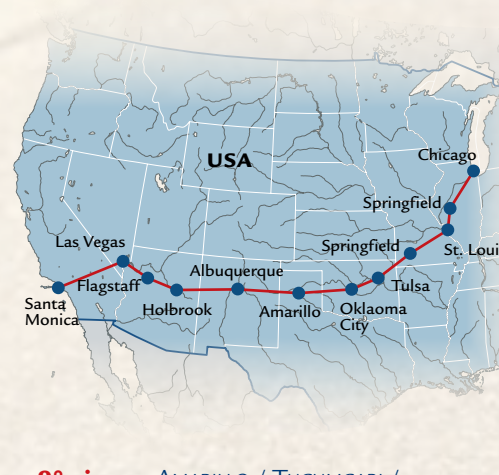 USA
Chicago
Springfield
St. Loui
Springfield
Las Vegas
Albuquerque
Flagstaff
Tulsa
Santa
Monica
Holbrook
Amarillo
Oklaoma
City